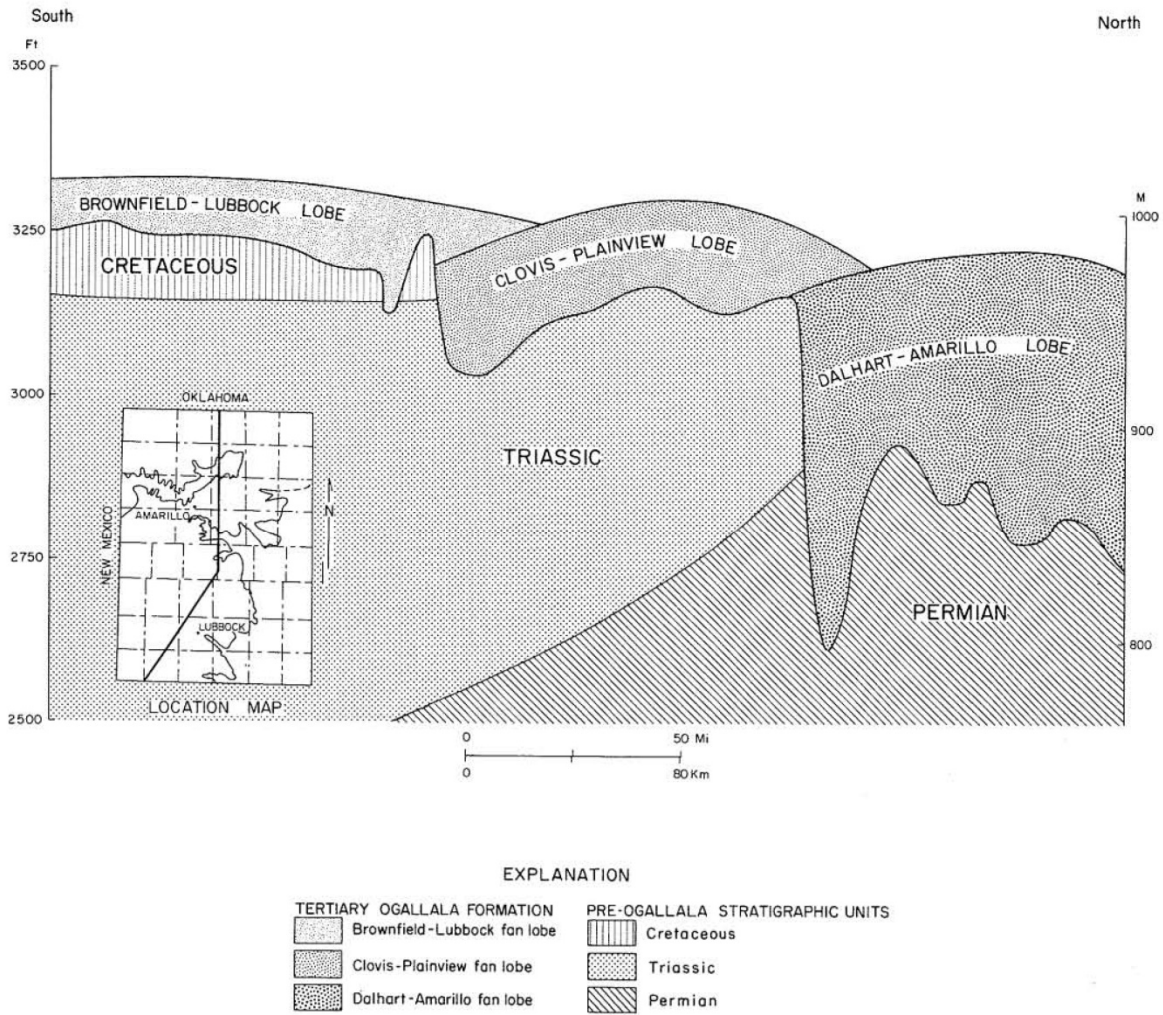 South
North
Ft
3500
M
BROWNFIELD-LUBBOCK LOBE
1000
3250
CLOVIS-PLAINVIEW LOBE
CRETACEOUS
DALHART-AMARILLO LOBE
3000
OKLAHOMA
900
TRIASSIC
NEW MEXICO
AMARILLO
N
2750
PERMIAN
LUBBOCK
800
LOCATION MAP
2500
0 50 Mi
0 80 Km
EXPLANATION
TERTIARY OGALLALA FORMATION
Brownfield-Lubbock fan lobe
Clovis-Plainview fan lobe
Dalhart-Amarillo fan lobe
PRE-OGALLALA STRATIGRAPHIC UNITS
Cretaceous
Triassic
Permian